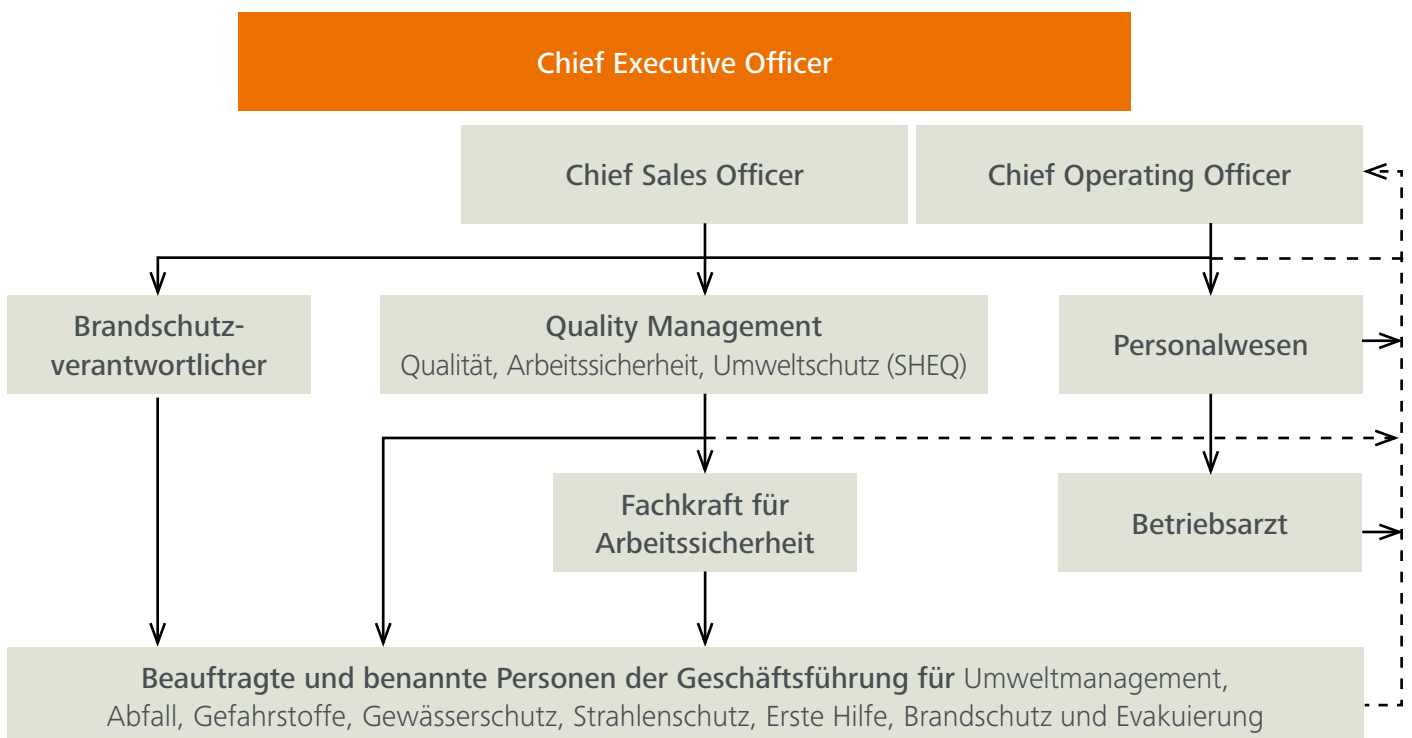 Chief Executive Officer
Chief Sales Officer
Chief Operating Officer
Brandschutz-
verantwortlicher
Quality Management
Qualität, Arbeitssicherheit, Umweltschutz (SHEQ)
Personalwesen
Fachkraft für
Arbeitssicherheit
Betriebsarzt
Beauftragte und benannte Personen der Geschäftsführung für Umweltmanagement,
Abfall, Gefahrstoffe, Gewässerschutz, Strahlenschutz, Erste Hilfe, Brandschutz und Evakuierung